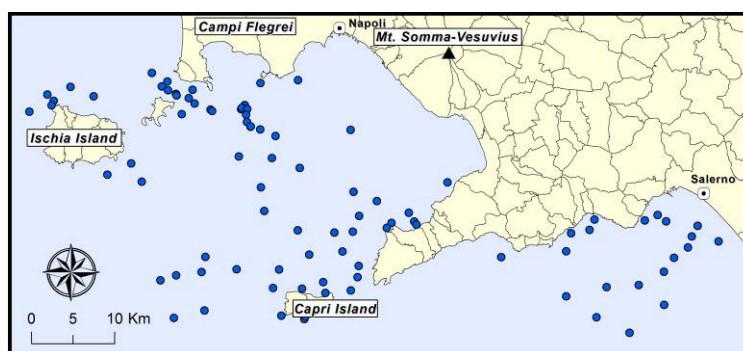 Campi Flegrei
Napoli
Mt. Somma-Vesuvius
Ischia Island
Salerno
Capri Island
0 5 10 Km